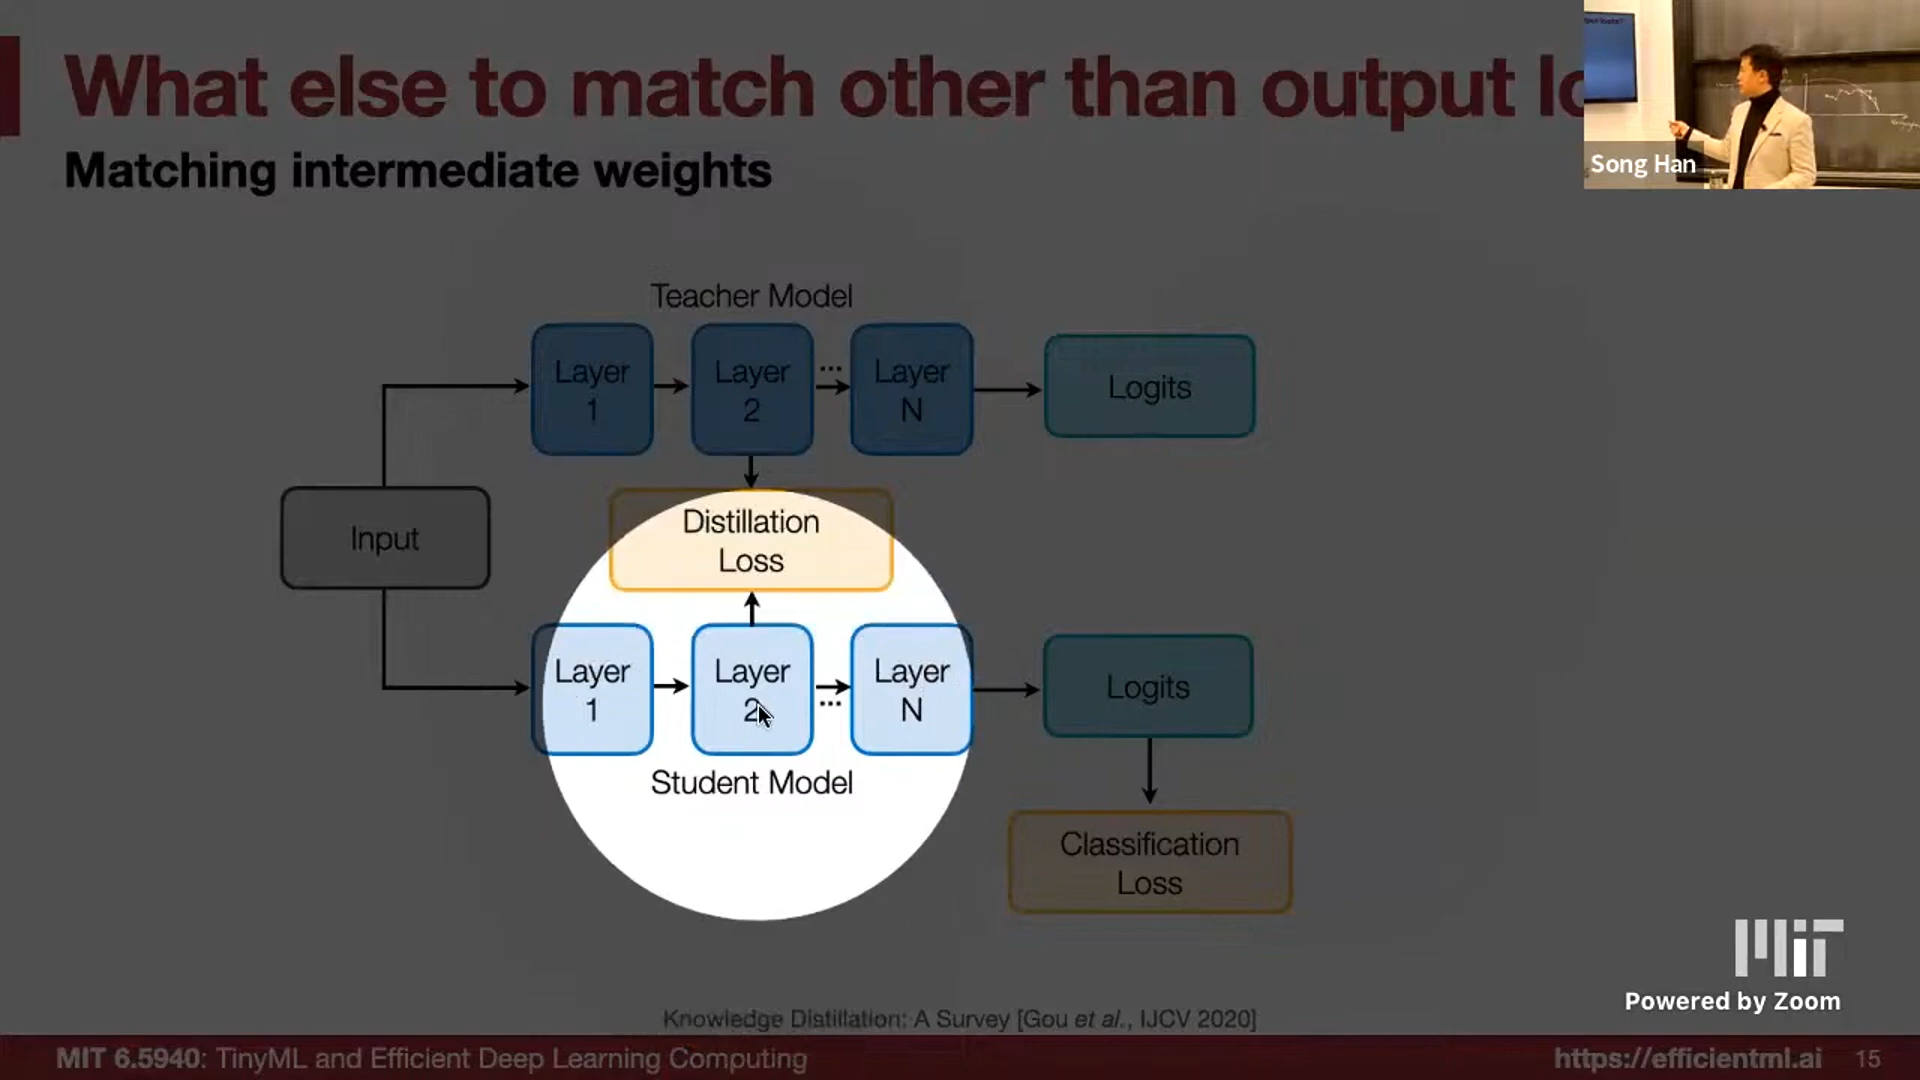 What else to match other than output lo
Matching intermediate weights
Song Han
Teacher Model
Layer 1
Layer 2
...
Layer N
Logits
Input
Distillation
Loss
Layer 1
Layer 2
...
Layer N
Logits
Student Model
Classification
Loss
MIT
Powered by Zoom
Knowledge Distillation: A Survey [Gou et al., IJCV 2020]
MIT 6.5940: TinyML and Efficient Deep Learning Computing
https://efficientml.ai
15